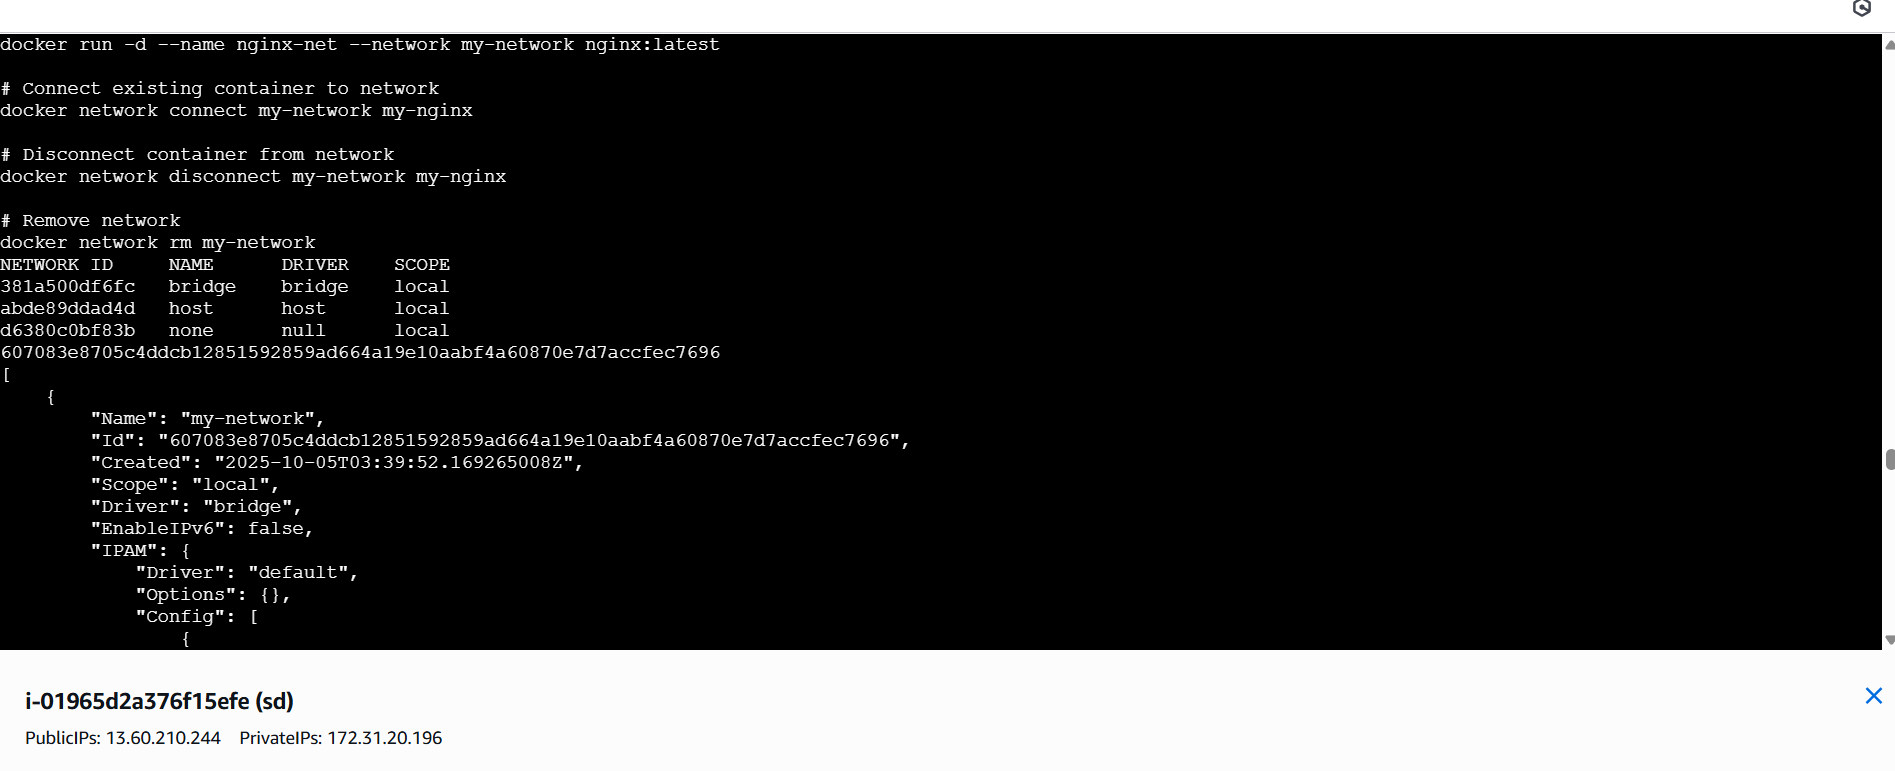 docker run -d --name nginx-net --network my-network nginx:latest
# Connect existing container to network
docker network connect my-network my-nginx
# Disconnect container from network
docker network disconnect my-network my-nginx
# Remove network
docker network rm my-network
NETWORK ID     NAME      DRIVER    SCOPE
381a500df6fc   bridge    bridge    local
abde89ddad4d   host      host      local
d6380c0bf83b   none      null      local
607083e8705c4ddcb12851592859ad664a19e10aabf4a60870e7d7accfec7696
[
    {
        "Name": "my-network",
        "Id": "607083e8705c4ddcb12851592859ad664a19e10aabf4a60870e7d7accfec7696",
        "Created": "2025-10-05T03:39:52.169265008Z",
        "Scope": "local",
        "Driver": "bridge",
        "EnableIPv6": false,
        "IPAM": {
            "Driver": "default",
            "Options": {},
            "Config": [
                {
i-01965d2a376f15efe (sd)
PublicIPs: 13.60.210.244    PrivateIPs: 172.31.20.196